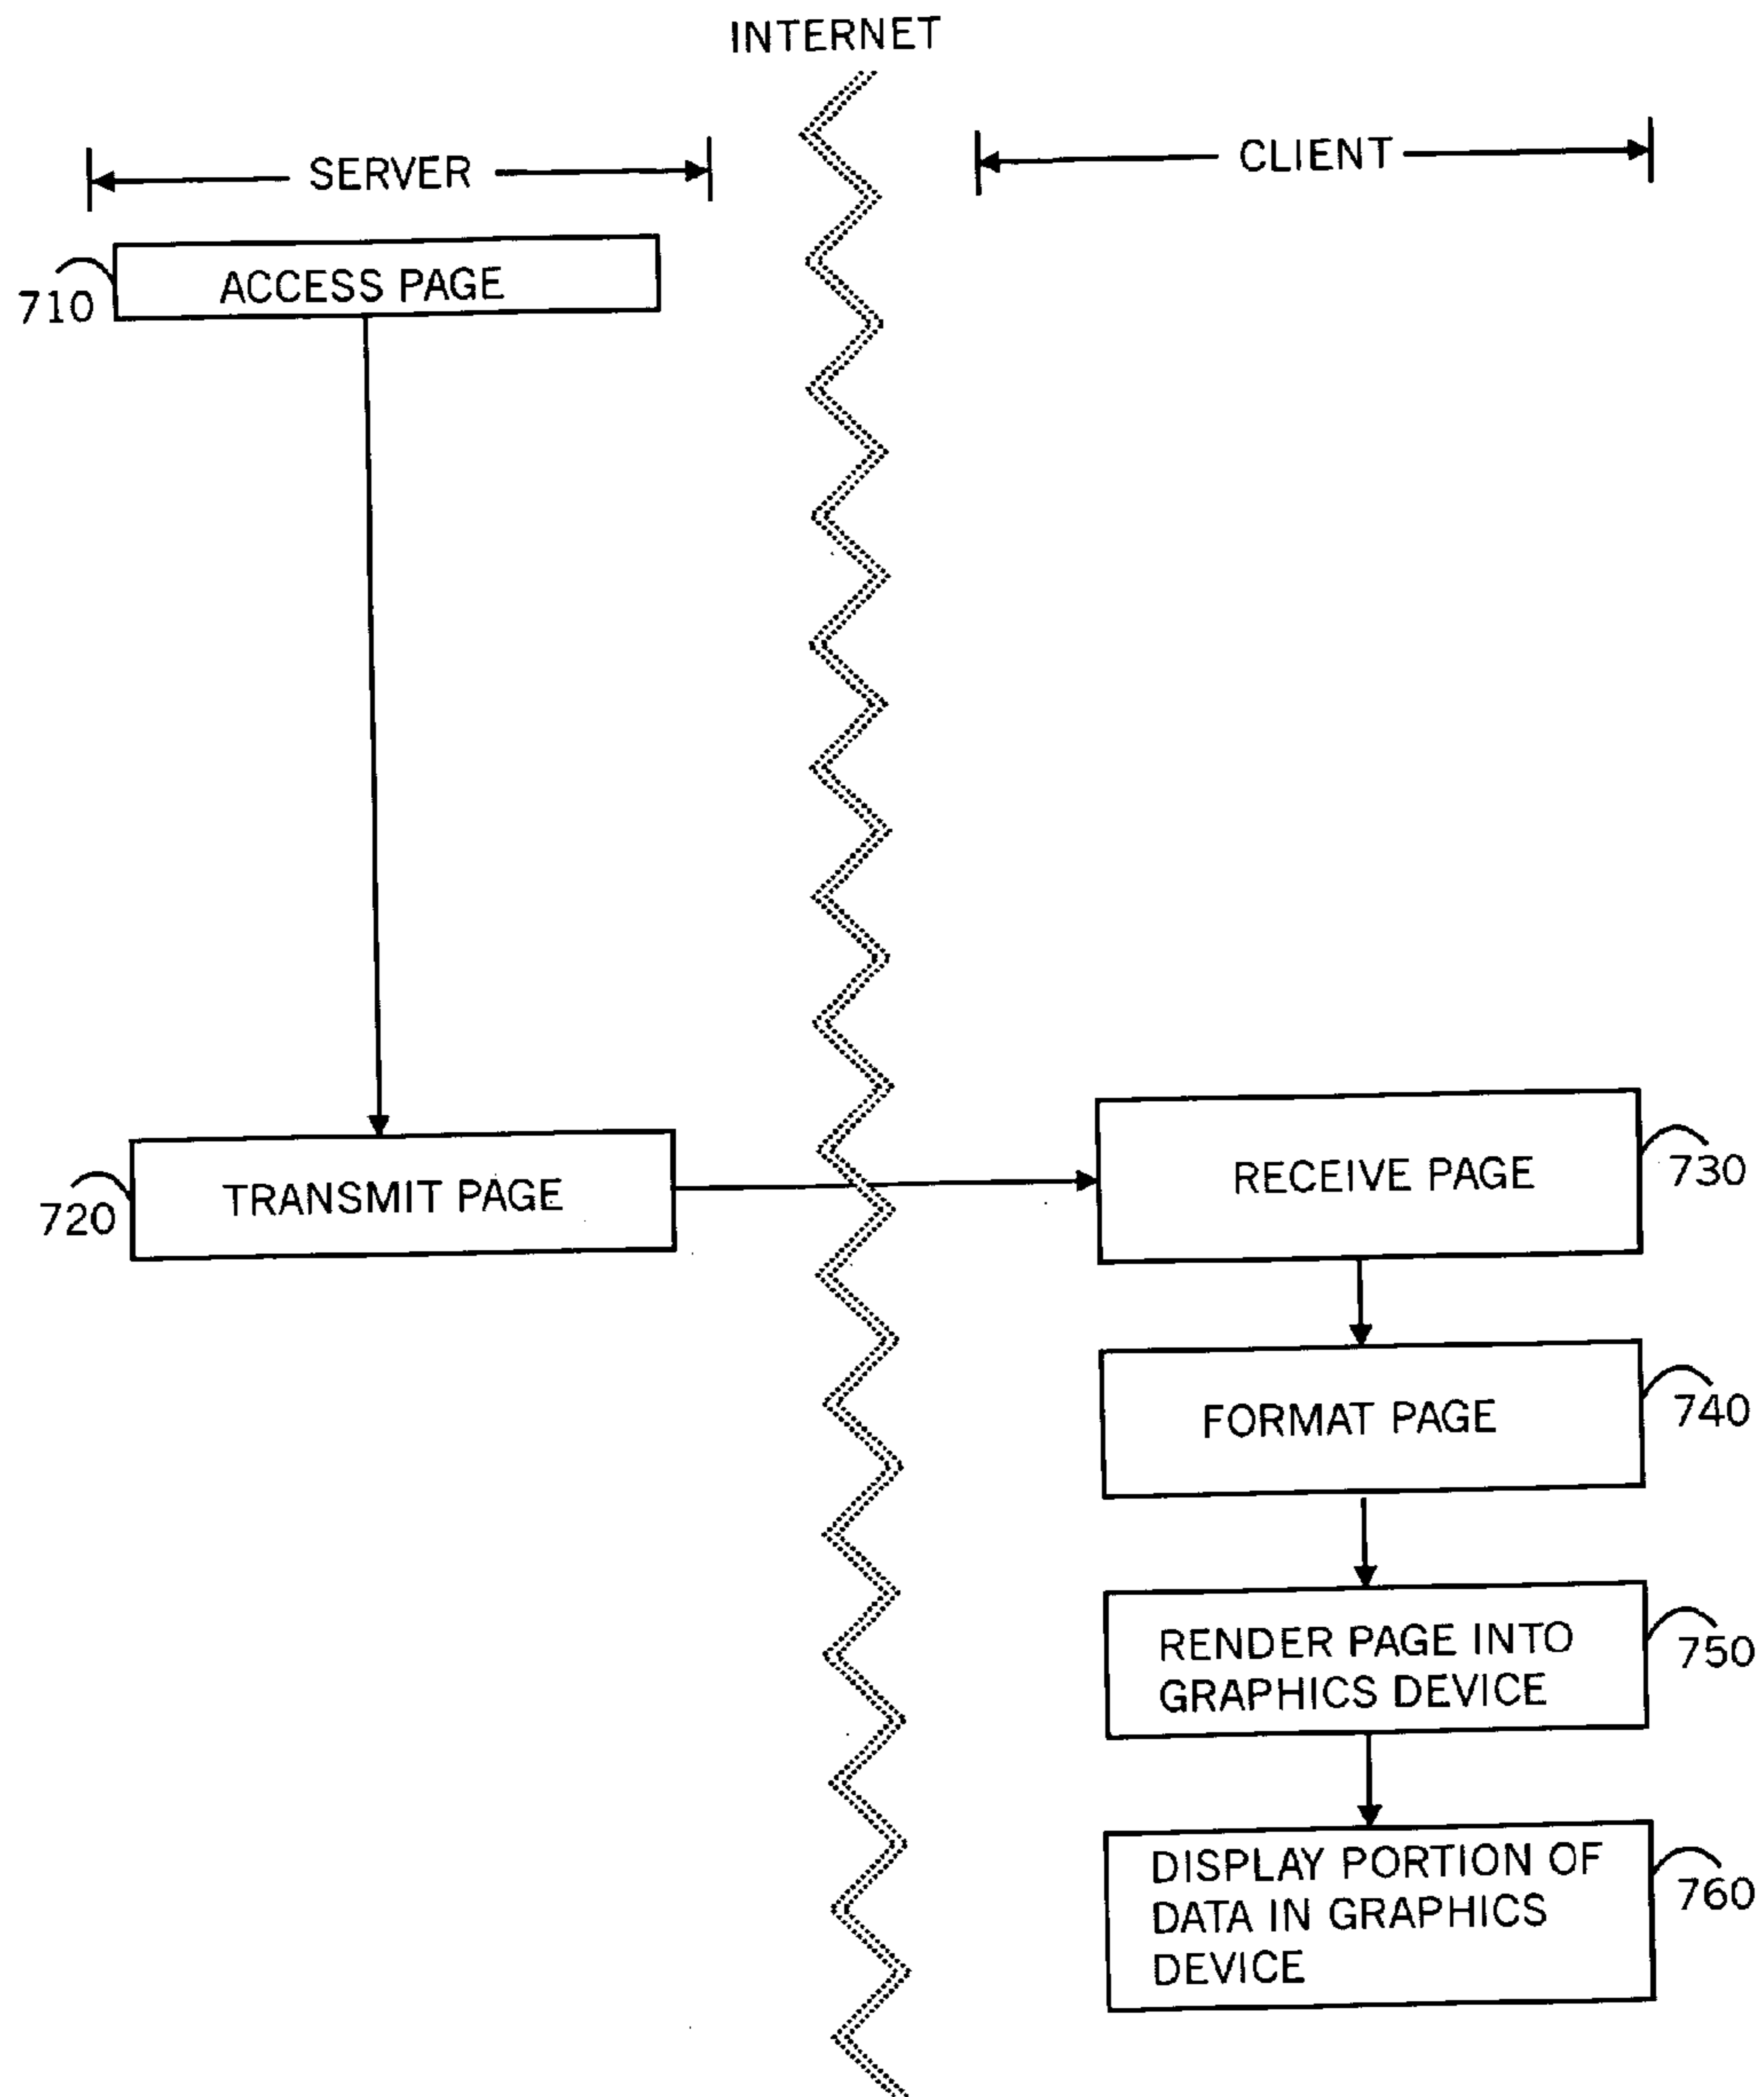 INTERNET
SERVER
CLIENT
ACCESS PAGE
710
TRANSMIT PAGE
720
RECEIVE PAGE
730
FORMAT PAGE
740
RENDER PAGE INTO
GRAPHICS DEVICE
750
DISPLAY PORTION OF
DATA IN GRAPHICS
DEVICE
760